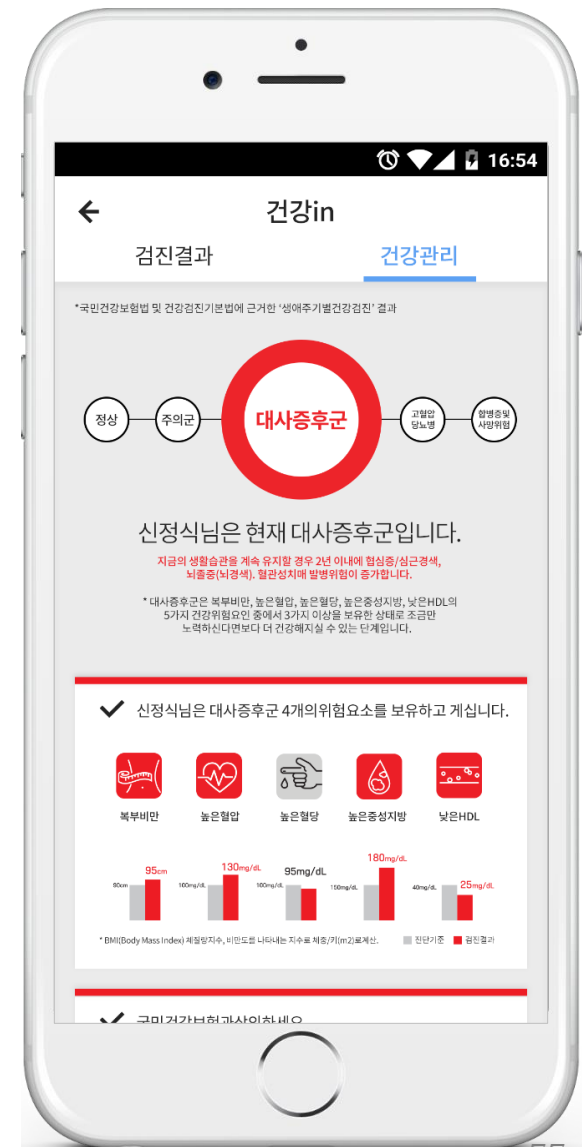 16:54
건강in
검진결과
건강관리
*국민건강보험법 및 건강검진기본법에 근거한 ‘생애주기별건강검진’ 결과
정상
주의군
대사증후군
고혈압
당뇨병
합병증및
사망위험
신정식님은 현재 대사증후군입니다.
지금의 생활습관을 계속 유지할 경우 2년 이내에 협심증/심근경색,
뇌졸중(뇌경색). 혈관성치매 발병위험이 증가합니다.
* 대사증후군은 복부비만, 높은혈압, 높은혈당, 높은중성지방, 낮은HDL의
5가지 건강위험요인 중에서 3가지 이상을 보유한 상태로 조금만
노력하신다면보다 더 건강해지실 수 있는 단계입니다.
신정식님은 대사증후군 4개의위험요소를 보유하고 계십니다.
복부비만
높은혈압
높은혈당
높은중성지방
낮은HDL
90cm
95cm
130mg/dL
100mg/dL
95mg/dL
150mg/dL
180mg/dL
40mg/dL
25mg/dL
* BMI(Body Mass Index) 체질량지수, 비만도를 나타내는 지수로 체중/키(m2)로계산.
진단기준
검진결과
국민건강보험과상의하세요